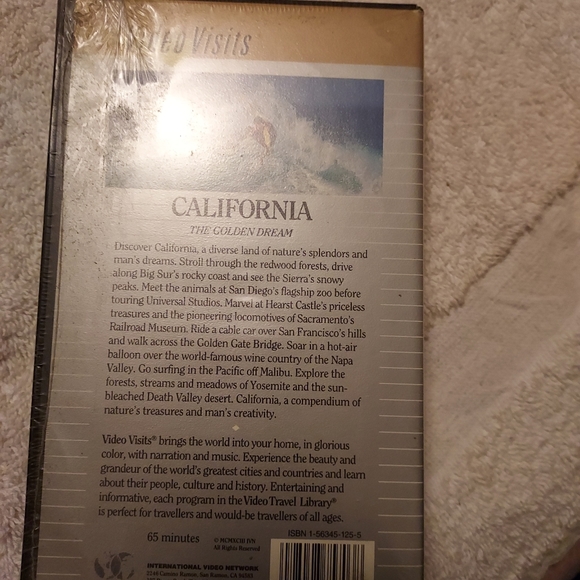 Video Visits
CALIFORNIA
THE GOLDEN DREAM
Discover California, a diverse land of nature's splendors and
man's dreams. Stroll through the redwood forests, drive
along Big Sur's rocky coast and see the Sierra's snowy
peaks. Meet the animals at San Diego's flagship zoo before
touring Universal Studios. Marvel at Hearst Castle's priceless
treasures and the pioneering locomotives of Sacramento's
Railroad Museum. Ride a cable car over San Francisco's hills
and walk across the Golden Gate Bridge. Soar in a hot-air
balloon over the world-famous wine country of the Napa
Valley. Go surfing in the Pacific off Malibu. Explore the
forests, streams and meadows of Yosemite and the sun-
bleached Death Valley desert. California, a compendium of
nature's treasures and man's creativity.
Video Visits® brings the world into your home, in glorious
color, with narration and music. Experience the beauty and
grandeur of the world's greatest cities and countries and learn
about their people, culture and history. Entertaining and
informative, each program in the Video Travel Library®
is perfect for travellers and would-be travellers of all ages.
65 minutes
© MCMXCIII IVN
All Rights Reserved
ISBN 1-56345-125-5
INTERNATIONAL VIDEO NETWORK
2246 Camino Ramon, San Ramon, CA 94583